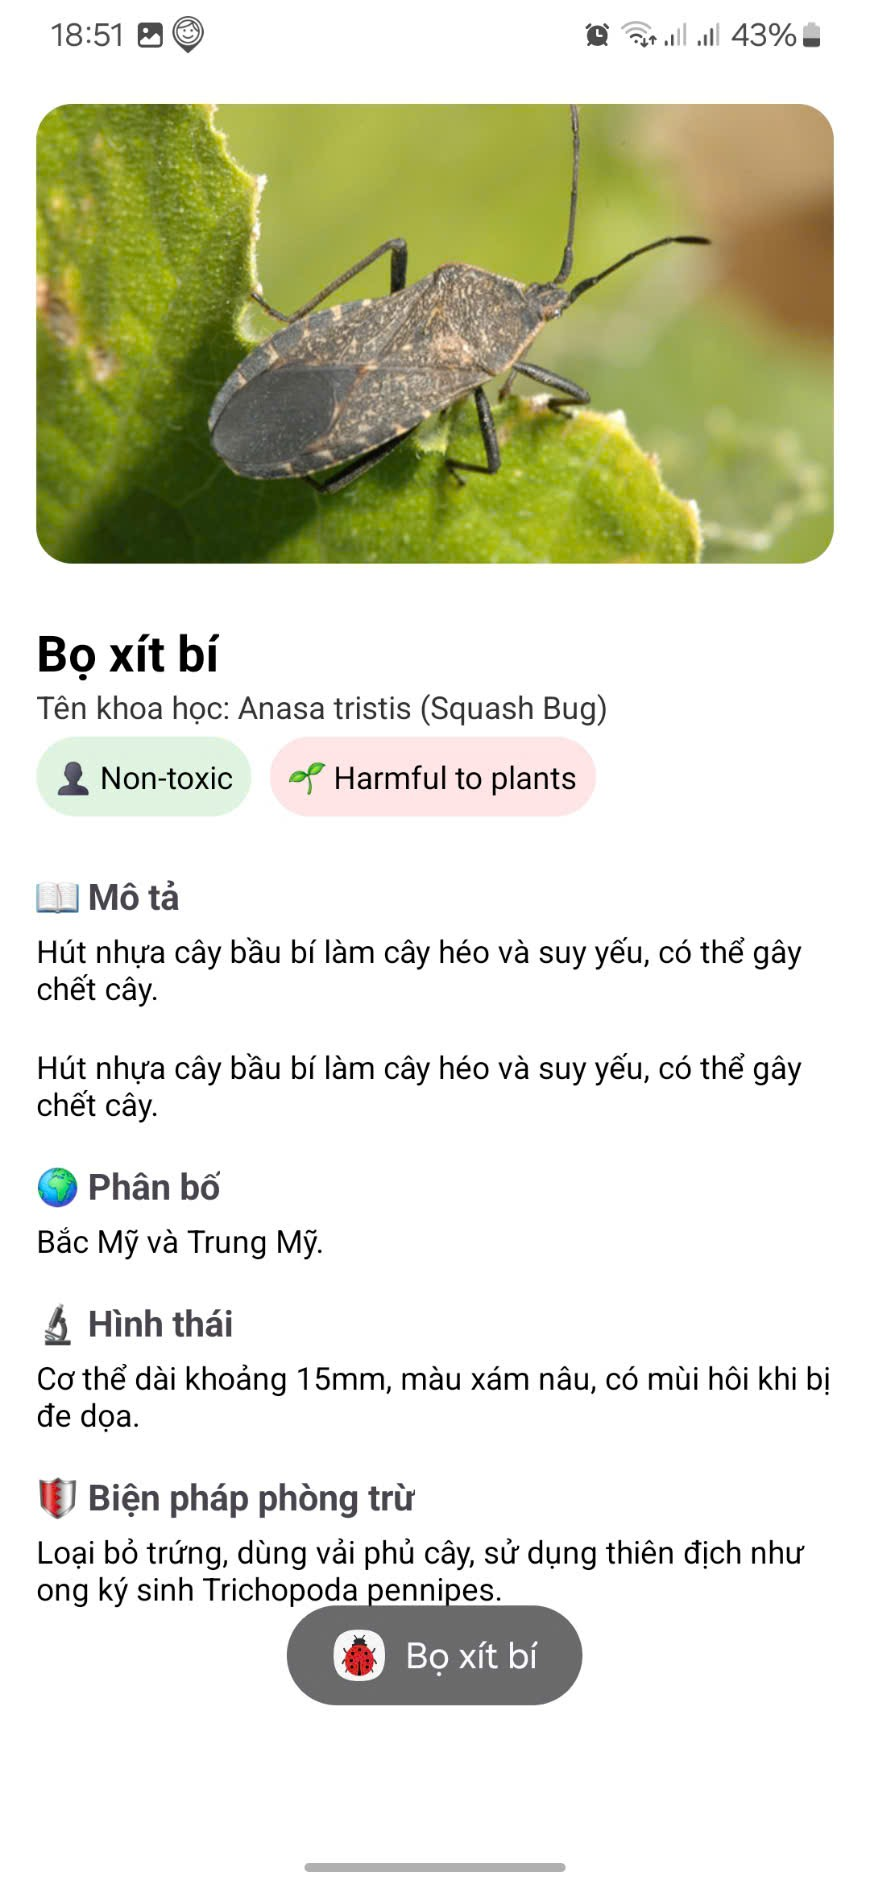 18:51 43%
Bọ xít bí
Tên khoa học: Anasa tristis (Squash Bug)
Non-toxic Harmful to plants
Mô tả
Hút nhựa cây bầu bí làm cây héo và suy yếu, có thể gây
chết cây.
Hút nhựa cây bầu bí làm cây héo và suy yếu, có thể gây
chết cây.
Phân bố
Bắc Mỹ và Trung Mỹ.
Hình thái
Cơ thể dài khoảng 15mm, màu xám nâu, có mùi hôi khi bị
đe dọa.
Biện pháp phòng trừ
Loại bỏ trứng, dùng vải phủ cây, sử dụng thiên địch như
ong ký sinh Trichopoda pennipes.
Bọ xít bí